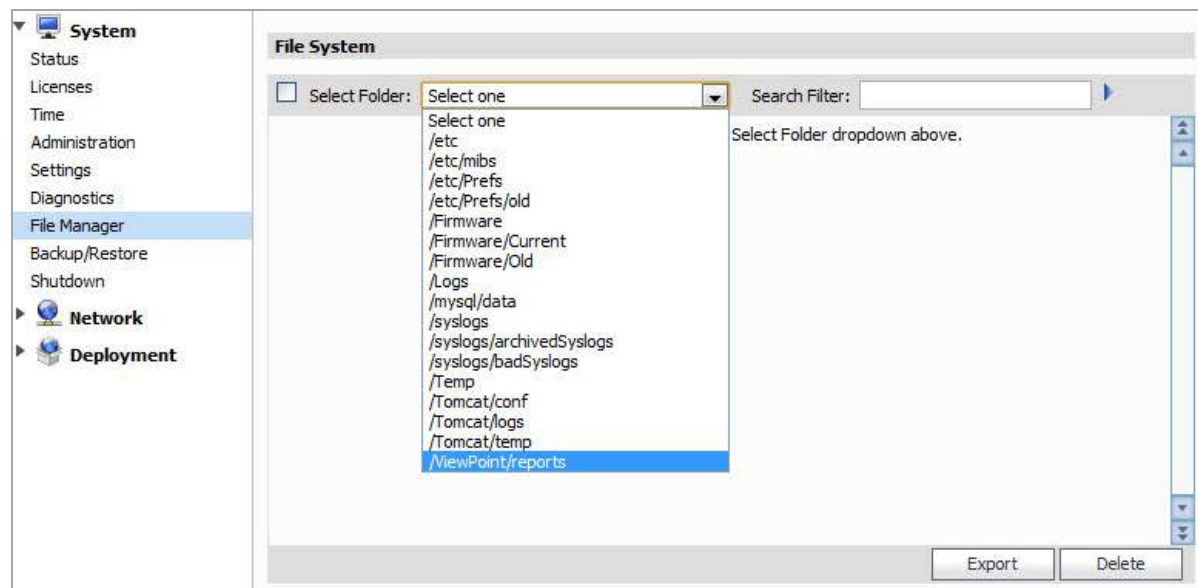 System
Status
Licenses
Time
Administration
Settings
Diagnostics
File Manager
Backup/Restore
Shutdown
Network
Deployment
File System
Select Folder: Select one Search Filter:
Select one
/etc
/etc/mibs
/etc/Prefs
/etc/Prefs/old
/Firmware
/Firmware/Current
/Firmware/Old
/Logs
/mysql/data
/syslogs
/syslogs/archivedSyslogs
/syslogs/badSyslogs
/Temp
/Tomcat/conf
/Tomcat/logs
/Tomcat/temp
/ViewPoint/reports
Select Folder dropdown above.
Export Delete